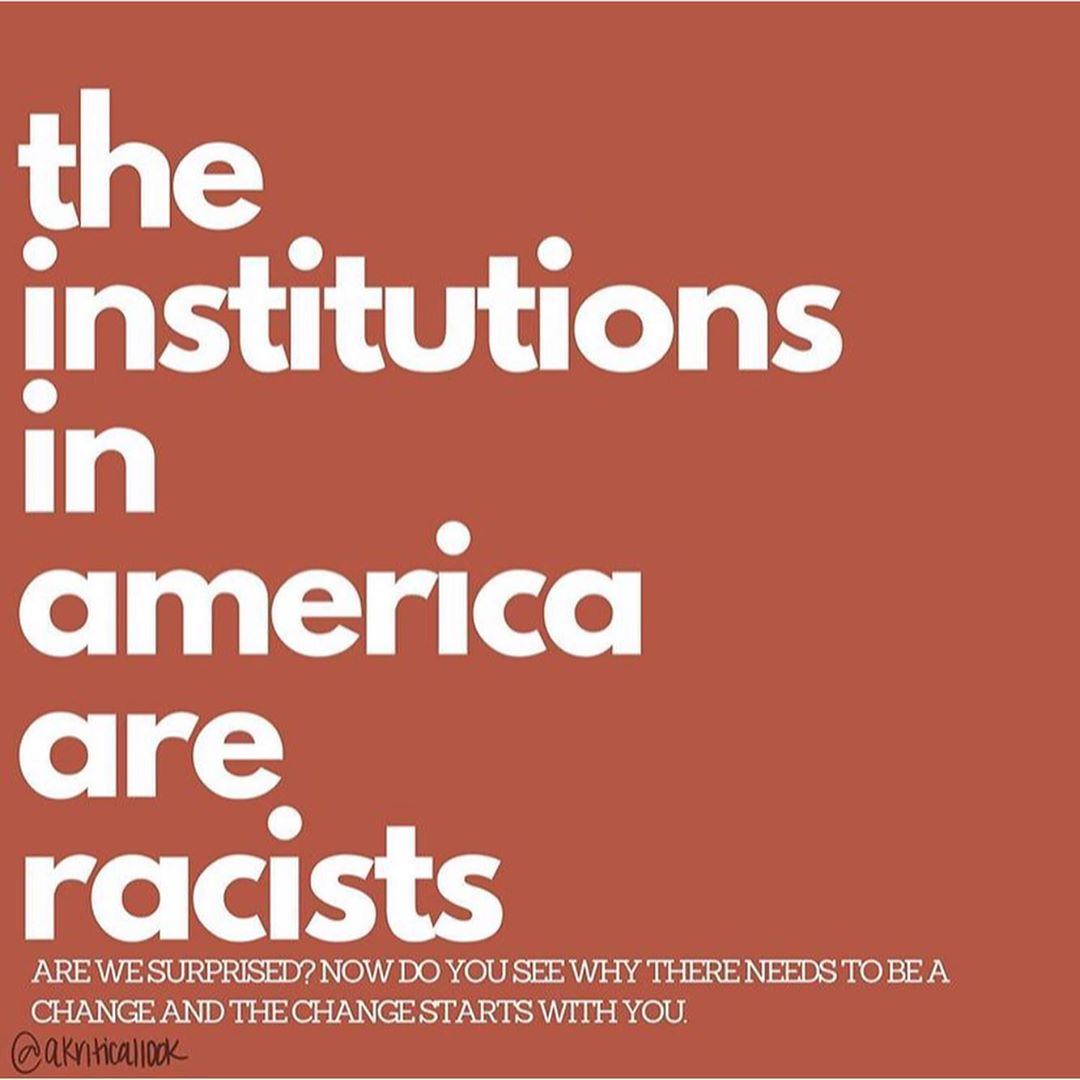 the
institutions
in
america
are
racists
ARE WE SURPRISED? NOW DO YOU SEE WHY THERE NEEDS TO BE A
CHANGE AND THE CHANGE STARTS WITH YOU.
@akriticallook